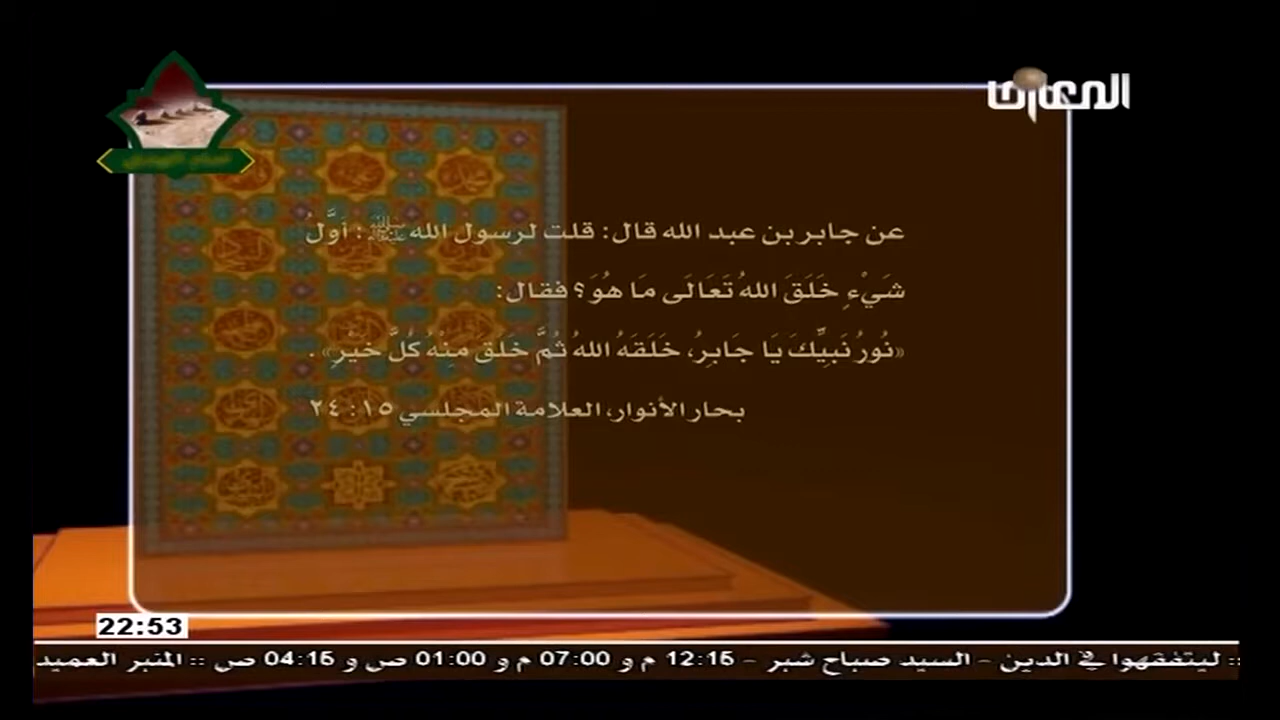 المعارف
عن جابر بن عبد الله قال: قلت لرسول الله ﷺ: أوَّلُ
شَيْءٍ خَلَقَ اللهُ تَعَالَى مَا هُوَ؟ فقال:
«نُورُ نَبِيِّكَ يَا جَابِرُ، خَلَقَهُ اللهُ ثُمَّ خَلَقَ مِنْهُ كُلَّ خَيْرٍ» .
بحار الأنوار، العلامة المجلسي ١٥: ٢٤
22:53
:: ليتفقهوا في الدين - السيد صباح شبر - 12:15 م و 07:00 م و 01:00 ص و 04:15 ص :: المنبر العميد